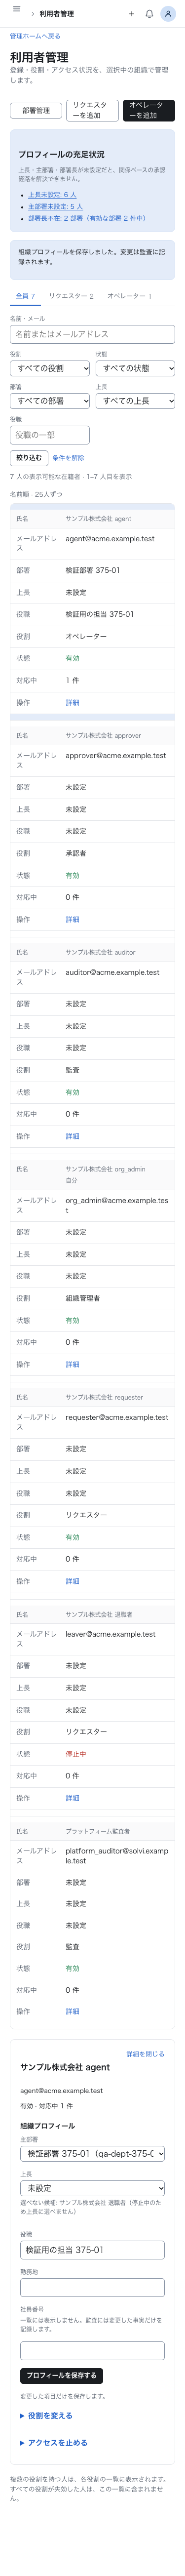 利用者管理
利用者管理ホームへ戻る
利用者管理
登録・役割・アクセス状況を、選択中の組織で管理
します。
部署管理
リクエスタ
ーを追加
オペレータ
ーを追加
プロフィールの充足状況
上長・主部署・部署長が未設定だと、関係ベースの承認
経路を解決できません。
上長未設定: 6 人
主部署未設定: 5 人
部署長不在: 2 部署（有効な部署 2 件中）
組織プロフィールを保存しました。変更は監査に記
録されます。
全員 7
リクエスター 2
オペレーター 1
名前・メール
名前またはメールアドレス
役割
状態
すべての役割
すべての状態
部署
上長
すべての部署
すべての上長
役職
役職の一部
絞り込む
条件を解除
7 人の表示可能な在籍者 · 1–7 人目を表示
名前順 · 25人ずつ
氏名
サンプル株式会社 agent
メールアドレ
ス
agent@acme.example.test
部署
検証部署 375-01
上長
未設定
役職
検証用の担当 375-01
役割
オペレーター
状態
有効
対応中
1 件
操作
詳細
氏名
サンプル株式会社 approver
メールアドレ
ス
approver@acme.example.test
部署
未設定
上長
未設定
役職
未設定
役割
承認者
状態
有効
対応中
0 件
操作
詳細
氏名
サンプル株式会社 auditor
メールアドレ
ス
auditor@acme.example.test
部署
未設定
上長
未設定
役職
未設定
役割
監査
状態
有効
対応中
0 件
操作
詳細
氏名
サンプル株式会社 org_admin
自分
メールアドレ
ス
org_admin@acme.example.tes
t
部署
未設定
上長
未設定
役職
未設定
役割
組織管理者
状態
有効
対応中
0 件
操作
詳細
氏名
サンプル株式会社 requester
メールアドレ
ス
requester@acme.example.test
部署
未設定
上長
未設定
役職
未設定
役割
リクエスター
状態
有効
対応中
0 件
操作
詳細
氏名
サンプル株式会社 退職者
メールアドレ
ス
leaver@acme.example.test
部署
未設定
上長
未設定
役職
未設定
役割
リクエスター
状態
停止中
対応中
0 件
操作
詳細
氏名
プラットフォーム監査者
メールアドレ
ス
platform_auditor@solvi.examp
le.test
部署
未設定
上長
未設定
役職
未設定
役割
監査
状態
有効
対応中
0 件
操作
詳細
詳細を閉じる
サンプル株式会社 agent
agent@acme.example.test
有効 · 対応中 1 件
組織プロフィール
主部署
検証部署 375-01（qa-dept-375-0
上長
未設定
選べない候補: サンプル株式会社 退職者（停止中のた
め上長に選べません）
役職
検証用の担当 375-01
勤務地
社員番号
一覧には表示しません。監査には変更した事実だけを
記録します。
プロフィールを保存する
変更した項目だけを保存します。
役割を変える
アクセスを止める
複数の役割を持つ人は、各役割の一覧に表示されます。
すべての役割が失効した人は、この一覧に含まれませ
ん。